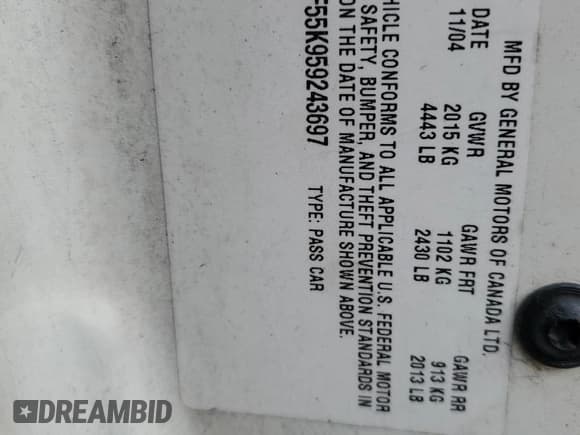 MFD BY GENERAL MOTORS OF CANADA LTD.
DATE GVWR GAWR FRT GAWR RR
11/04 2015 KG 1102 KG 913 KG
4443 LB 2430 LB 2013 LB
HICLE CONFORMS TO ALL APPLICABLE U.S. FEDERAL MOTOR
SAFETY, BUMPER, AND THEFT PREVENTION STANDARDS IN
ON THE DATE OF MANUFACTURE SHOWN ABOVE.
F55K959243697 TYPE: PASS CAR
DREAMBID